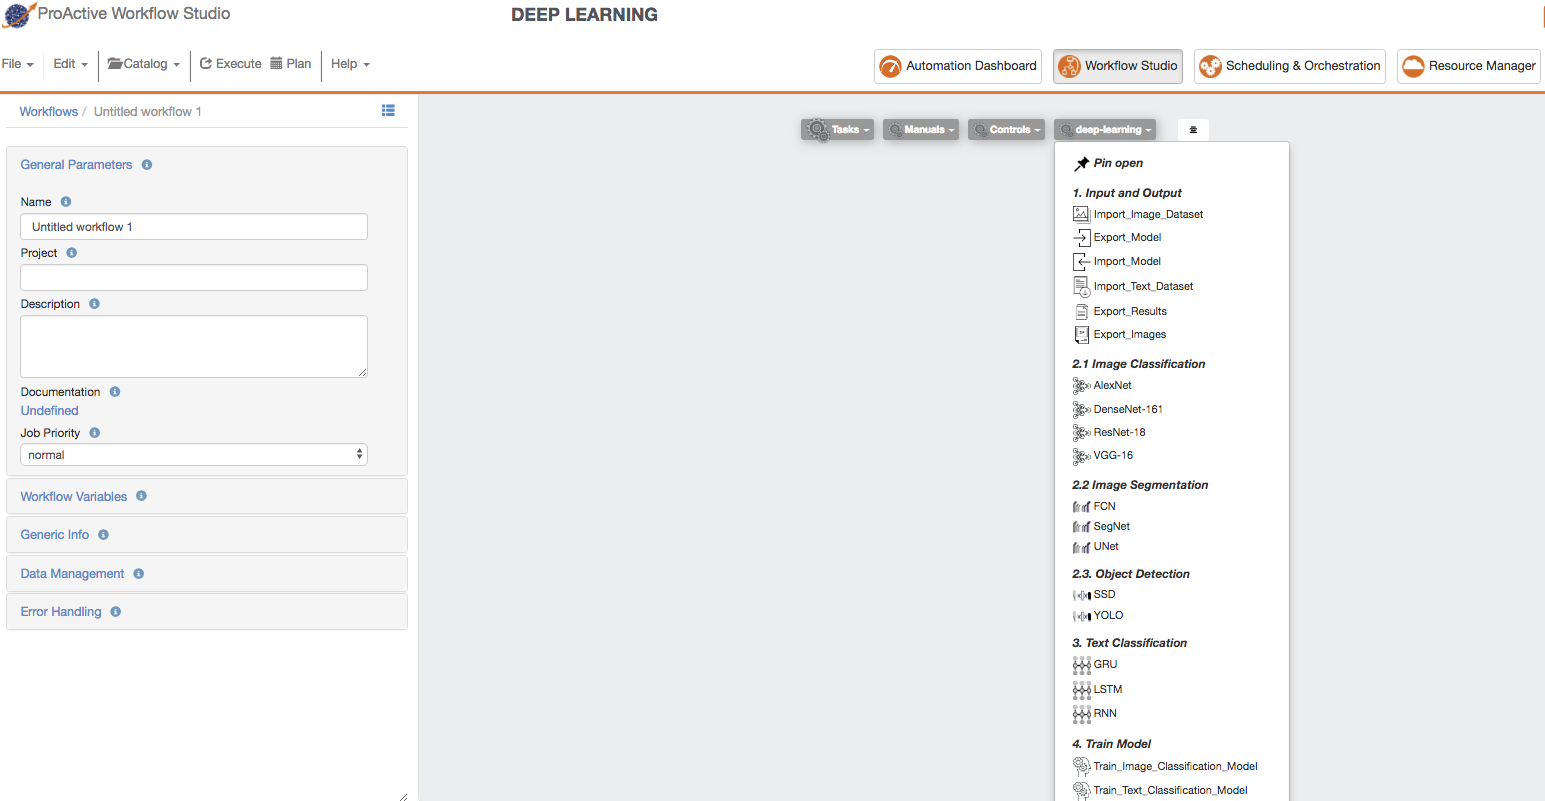 ProActive Workflow Studio
DEEP LEARNING
File
Edit
Catalog
Execute
Plan
Help
Automation Dashboard
Workflow Studio
Scheduling & Orchestration
Resource Manager
Workflows / Untitled workflow 1
General Parameters
Name
Untitled workflow 1
Project
Description
Documentation
Undefined
Job Priority
normal
Workflow Variables
Generic Info
Data Management
Error Handling
Tasks
Manuals
Controls
deep-learning
Pin open
1. Input and Output
Import_Image_Dataset
Export_Model
Import_Model
Import_Text_Dataset
Export_Results
Export_Images
2.1 Image Classification
AlexNet
DenseNet-161
ResNet-18
VGG-16
2.2 Image Segmentation
FCN
SegNet
UNet
2.3. Object Detection
SSD
YOLO
3. Text Classification
GRU
LSTM
RNN
4. Train Model
Train_Image_Classification_Model
Train_Text_Classification_Model